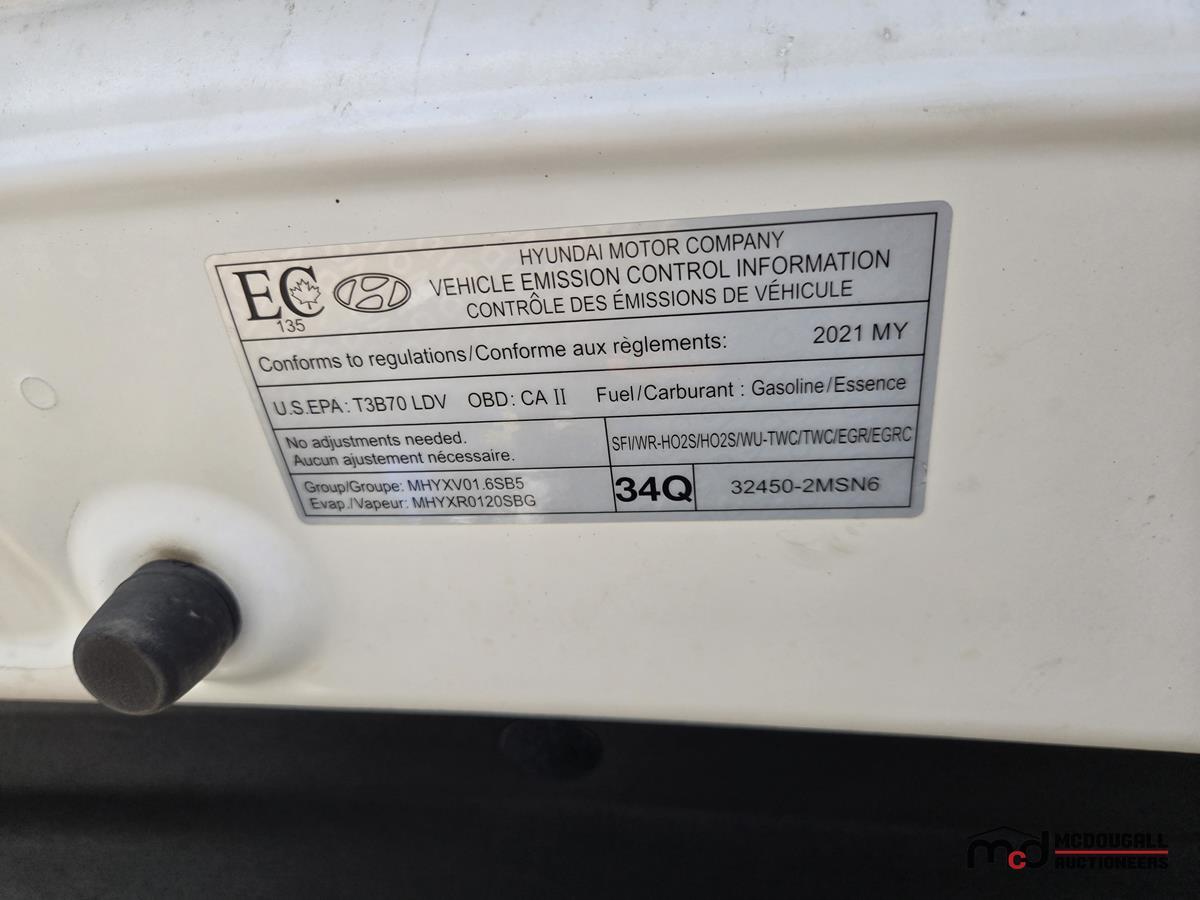 HYUNDAI MOTOR COMPANY
EC
135
VEHICLE EMISSION CONTROL INFORMATION
CONTRÔLE DES ÉMISSIONS DE VÉHICULE
Conforms to regulations/Conforme aux règlements: 2021 MY
U.S.EPA: T3B70 LDV OBD: CA II Fuel/Carburant : Gasoline/Essence
No adjustments needed.
Aucun ajustement nécessaire.
SFI/WR-HO2S/HO2S/WU-TWC/TWC/EGR/EGRC
Group/Groupe: MHYXV01.6SB5
Evap./Vapeur: MHYXR0120SBG
34Q
32450-2MSN6
mcd
MCDOUGALL
AUCTIONEERS